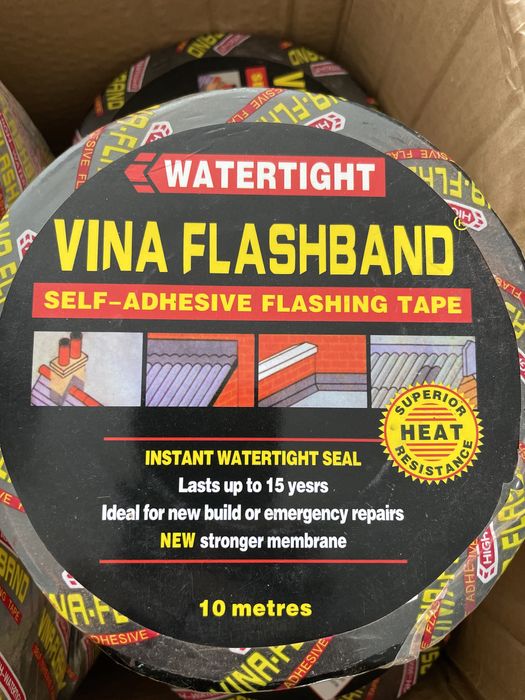 WATERTIGHT
VINA FLASHBAND®
SELF-ADHESIVE FLASHING TAPE
SUPERIOR
HEAT
RESISTANCE
INSTANT WATERTIGHT SEAL
Lasts up to 15 yesrs
Ideal for new build or emergency repairs
NEW stronger membrane
10 metres